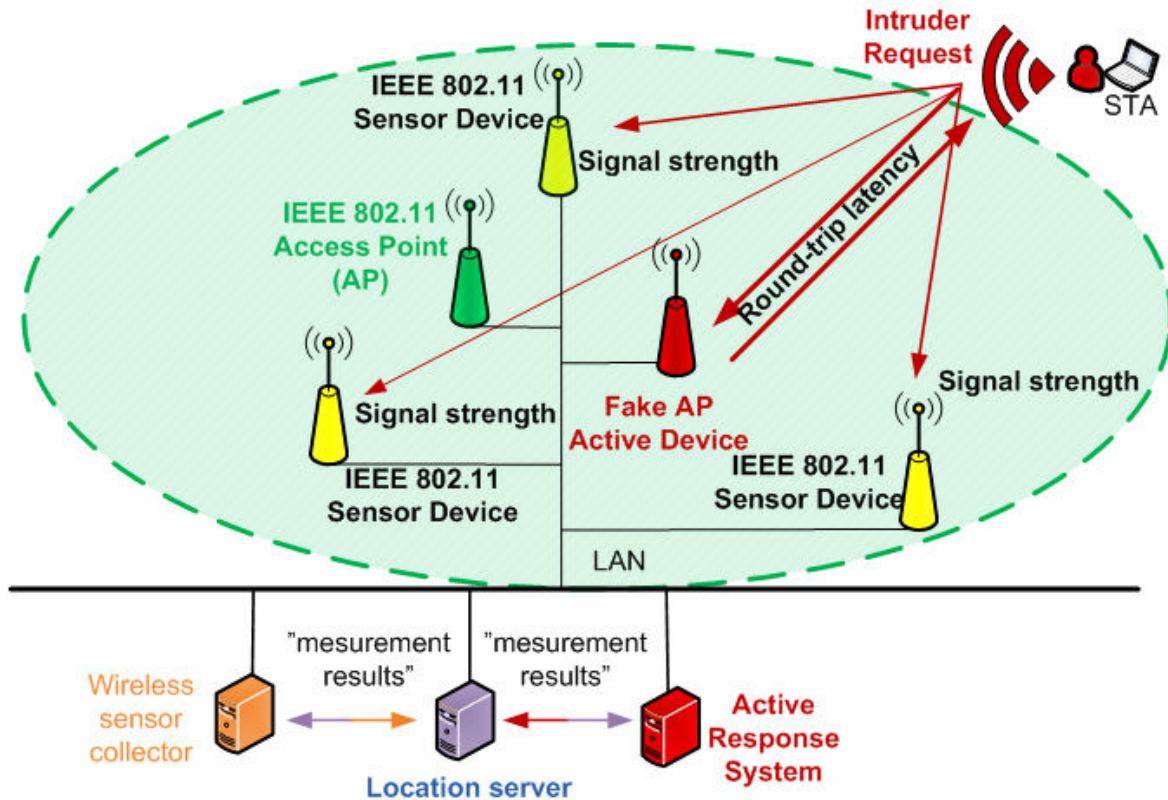 Intruder
Request
STA
IEEE 802.11
Sensor Device
Signal strength
IEEE 802.11
Access Point
(AP)
Round-trip latency
Signal strength
Fake AP
Active Device
Signal strength
IEEE 802.11
Sensor Device
IEEE 802.11
Sensor Device
LAN
"mesurement
results"
"mesurement
results"
Wireless
sensor
collector
Location server
Active
Response
System